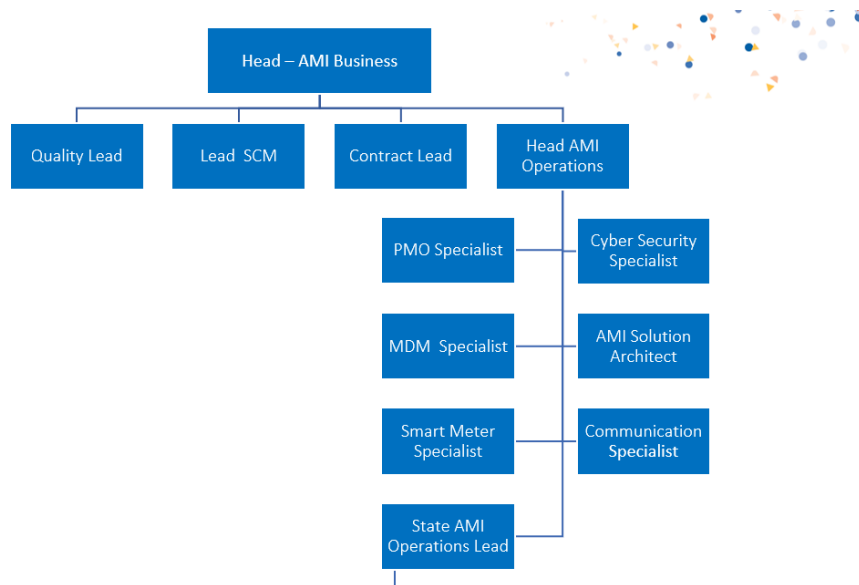 Head – AMI Business
Quality Lead
Lead SCM
Contract Lead
Head AMI
Operations
PMO Specialist
Cyber Security
Specialist
MDM Specialist
AMI Solution
Architect
Smart Meter
Specialist
Communication
Specialist
State AMI
Operations Lead